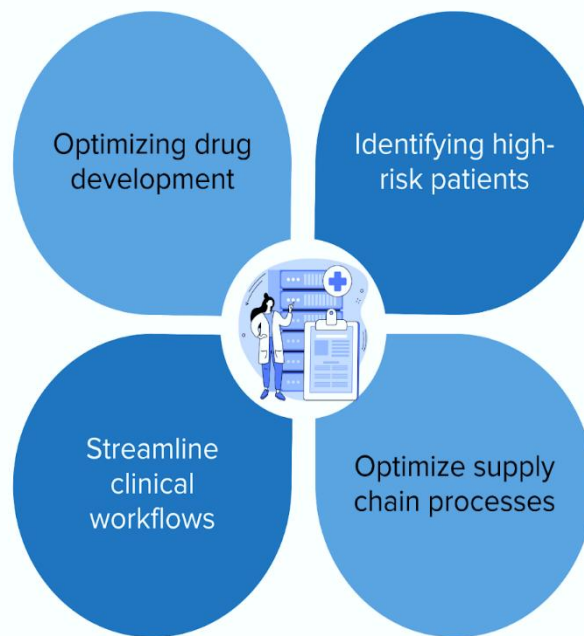 Optimizing drug
development
Identifying high-
risk patients
Streamline
clinical
workflows
Optimize supply
chain processes